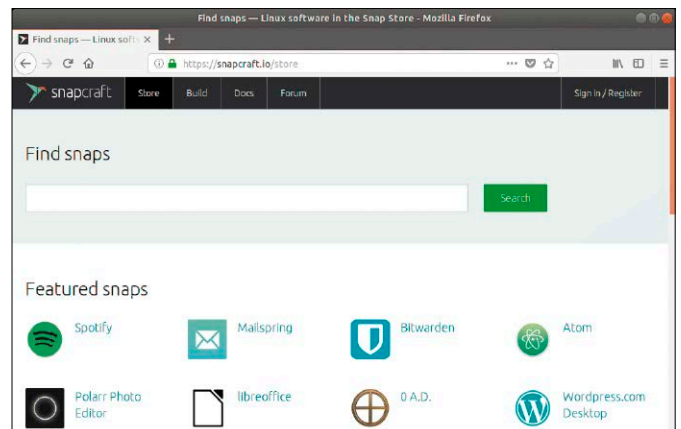 Find snaps — Linux software in the Snap Store - Mozilla Firefox
Find snaps — Linux soft
https://snapcraft.io/store
snapcraft Store Build Docs Forum Sign in / Register
Find snaps
Search
Featured snaps
Spotify Mailspring Bitwarden Atom
Polarr Photo Editor libreoffice 0 A.D. Wordpress.com Desktop